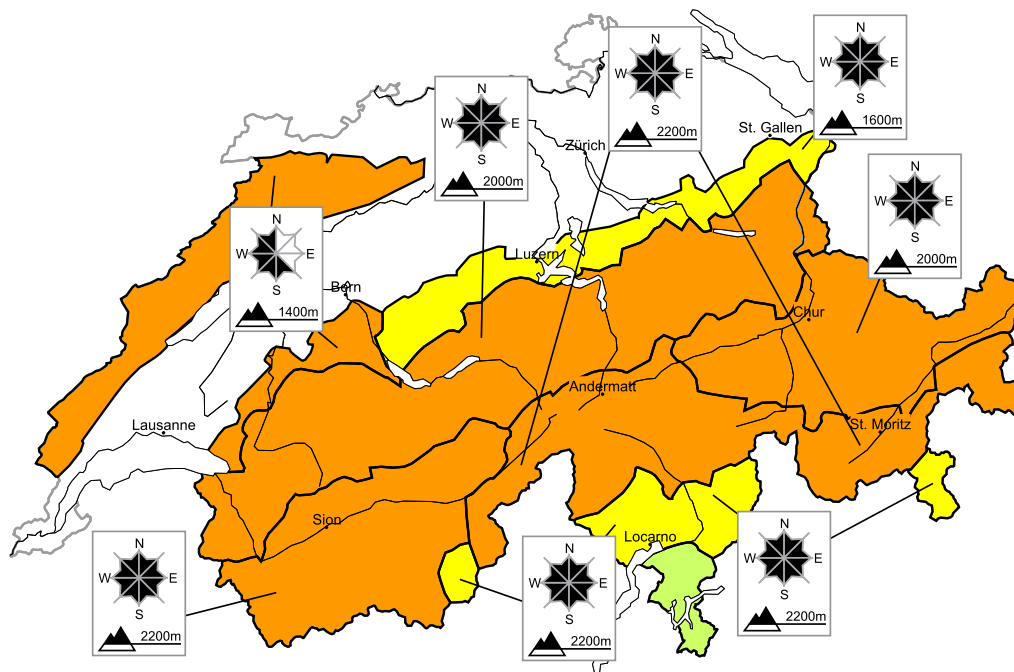 N
W E
S
2200m
N
W E
S
1600m
N
W E
S
2000m
St. Gallen
Zürich
N
W E
S
2000m
N
W E
S
1400m
Luzern
Bern
Chur
Andermatt
St. Moritz
Lausanne
Sion
Locarno
N
W E
S
2200m
N
W E
S
2200m
N
W E
S
2200m